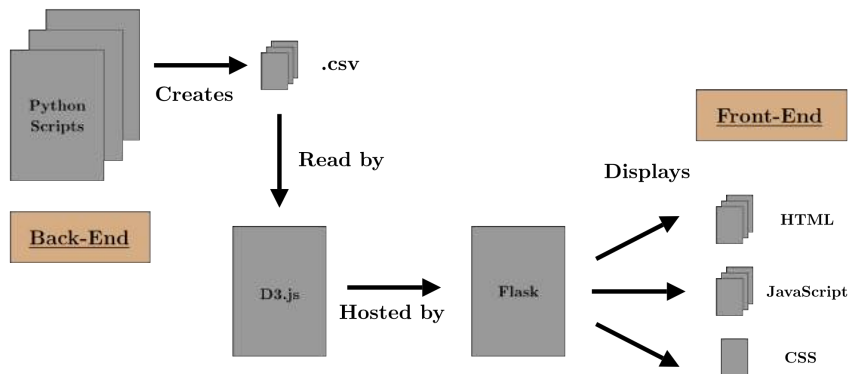 Python
Scripts
Creates
.csv
Front-End
Read by
Displays
Back-End
HTML
D3.js
Hosted by
Flask
JavaScript
CSS